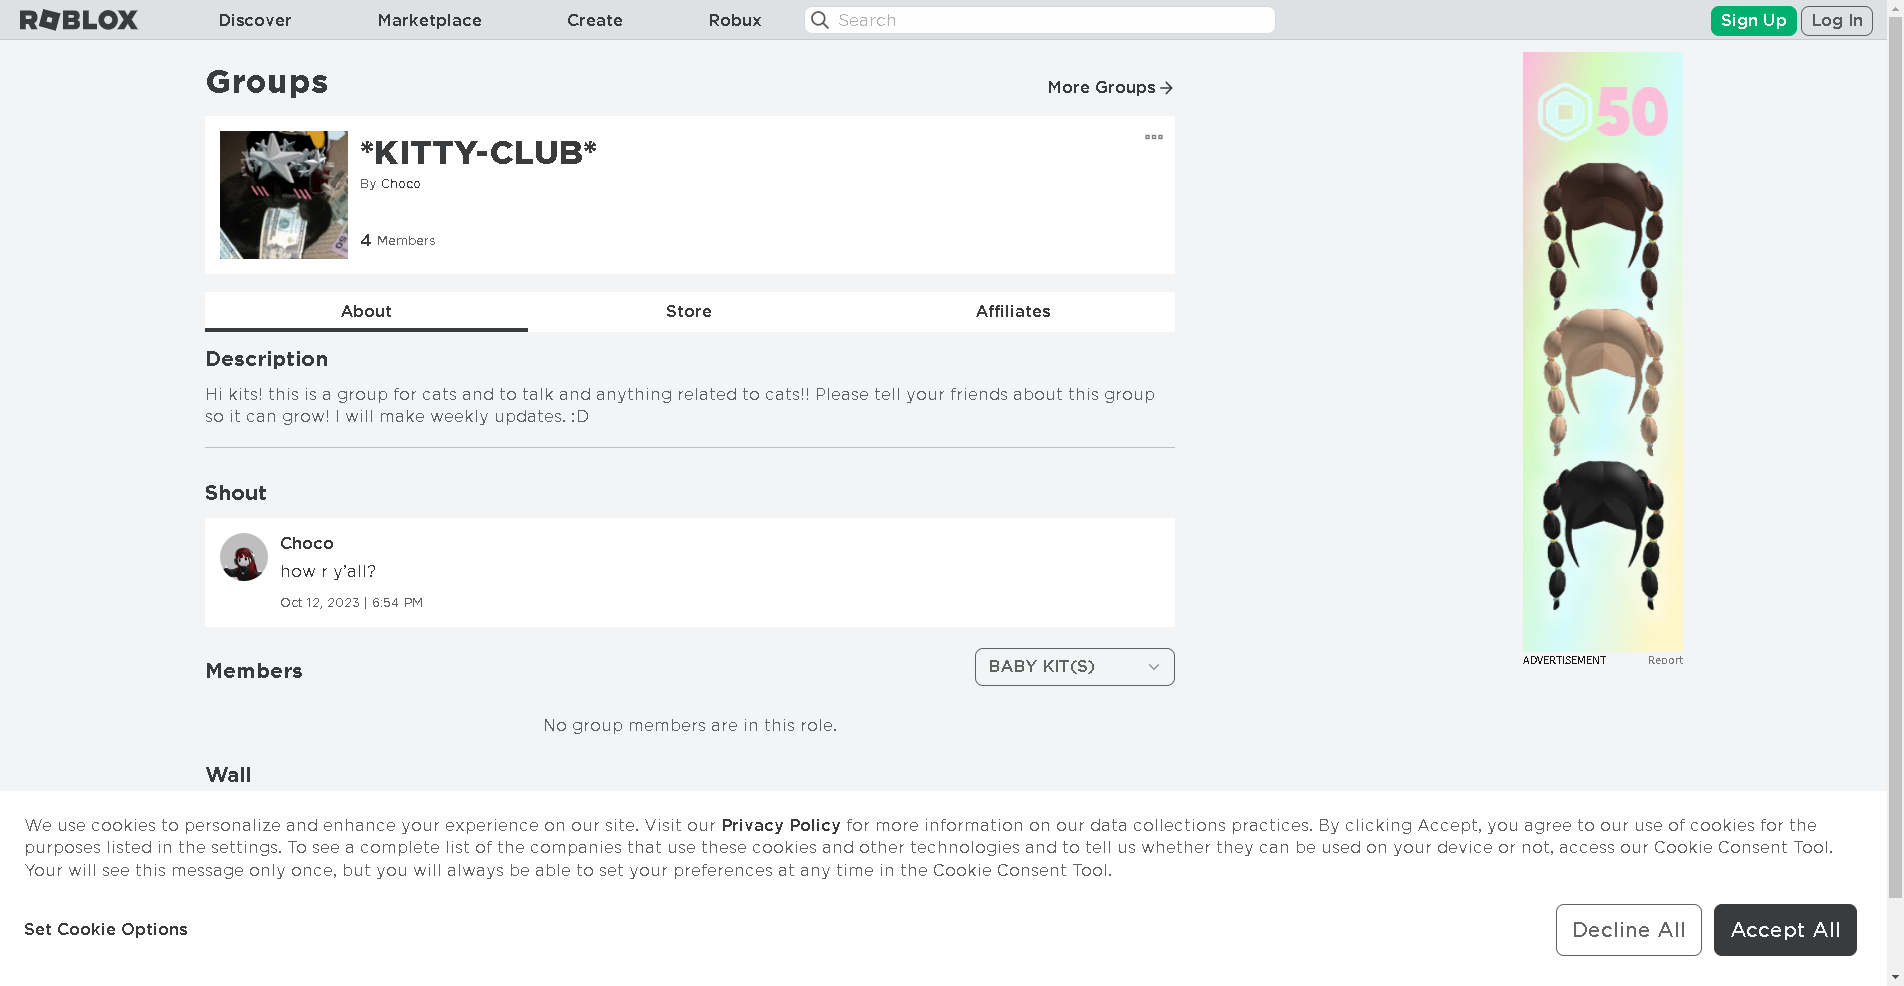 ROBLOX
Discover
Marketplace
Create
Robux
Search
Sign Up
Log In
Groups
More Groups
*KITTY-CLUB*
By Choco
4 Members
About
Store
Affiliates
Description
Hi kits! this is a group for cats and to talk and anything related to cats!! Please tell your friends about this group
so it can grow! I will make weekly updates. :D
Shout
Choco
how r y’all?
Oct 12, 2023 | 6:54 PM
Members
BABY KIT(S)
No group members are in this role.
Wall
50
ADVERTISEMENT
Report
We use cookies to personalize and enhance your experience on our site. Visit our Privacy Policy for more information on our data collections practices. By clicking Accept, you agree to our use of cookies for the
purposes listed in the settings. To see a complete list of the companies that use these cookies and other technologies and to tell us whether they can be used on your device or not, access our Cookie Consent Tool.
Your will see this message only once, but you will always be able to set your preferences at any time in the Cookie Consent Tool.
Set Cookie Options
Decline All
Accept All